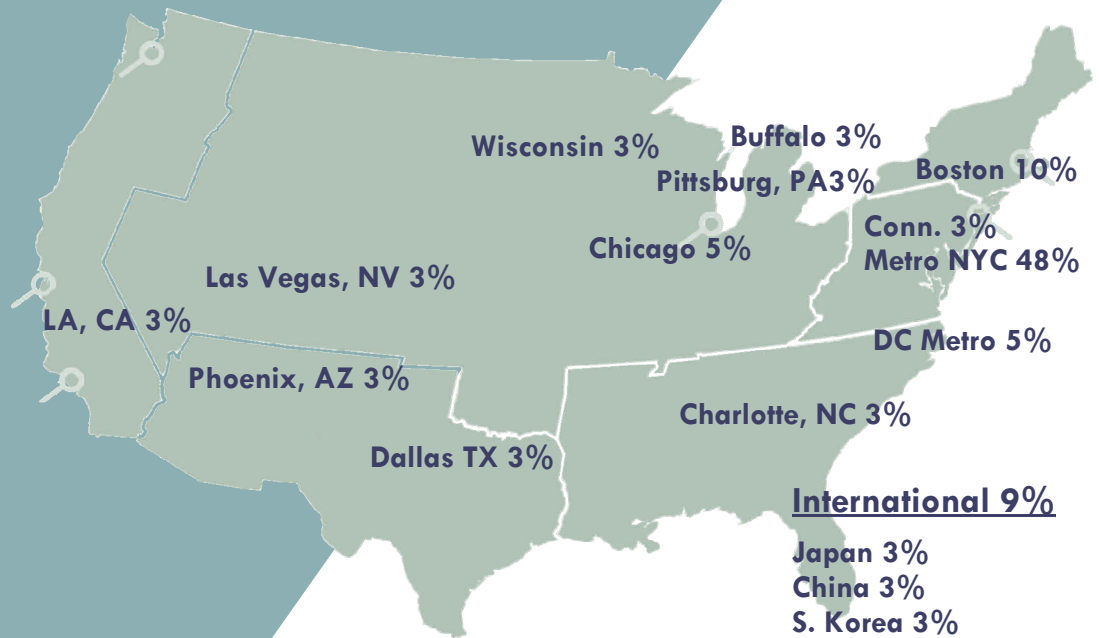 Wisconsin 3%
Buffalo 3%
Pittsburg, PA3%
Boston 10%
Conn. 3%
Metro NYC 48%
Chicago 5%
Las Vegas, NV 3%
LA, CA 3%
DC Metro 5%
Phoenix, AZ 3%
Charlotte, NC 3%
Dallas TX 3%
International 9%
Japan 3%
China 3%
S. Korea 3%